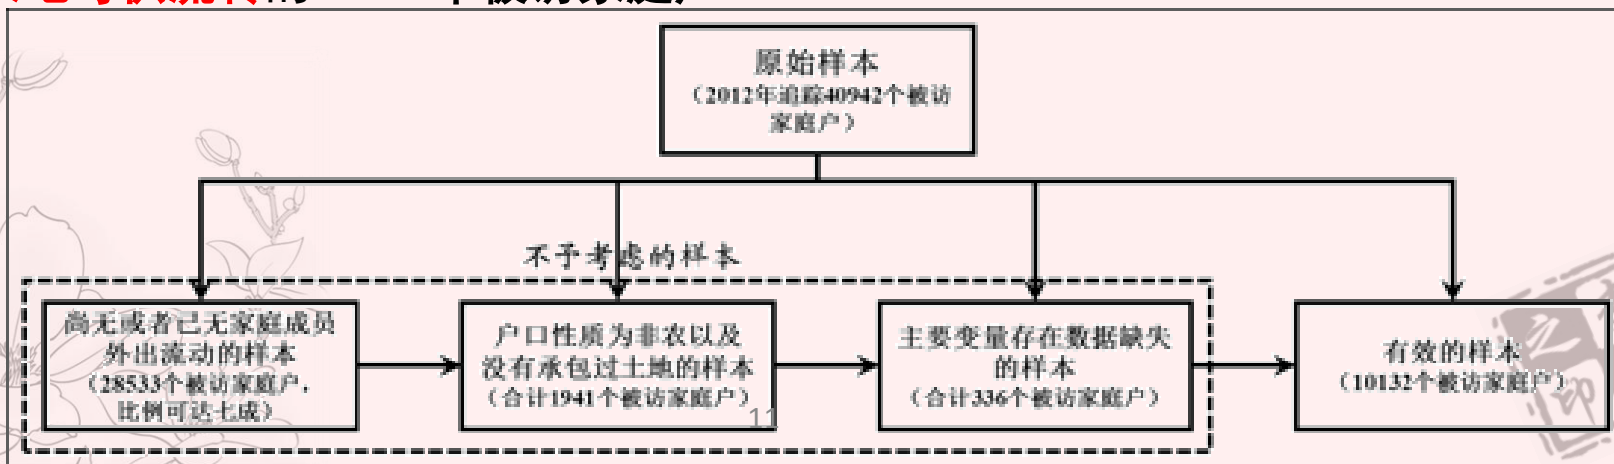 原始样本
（2012年追踪40942个被访
家庭户）
不予考虑的样本
尚无或者已无家庭成员
外出流动的样本
（28533个被访家庭户，
比例可达七成）
户口性质为非农以及
没有承包过土地的样本
（合计1941个被访家庭户）
主要变量存在数据缺失
的样本
（合计336个被访家庭户）
有效的样本
（10132个被访家庭户）
11
之印